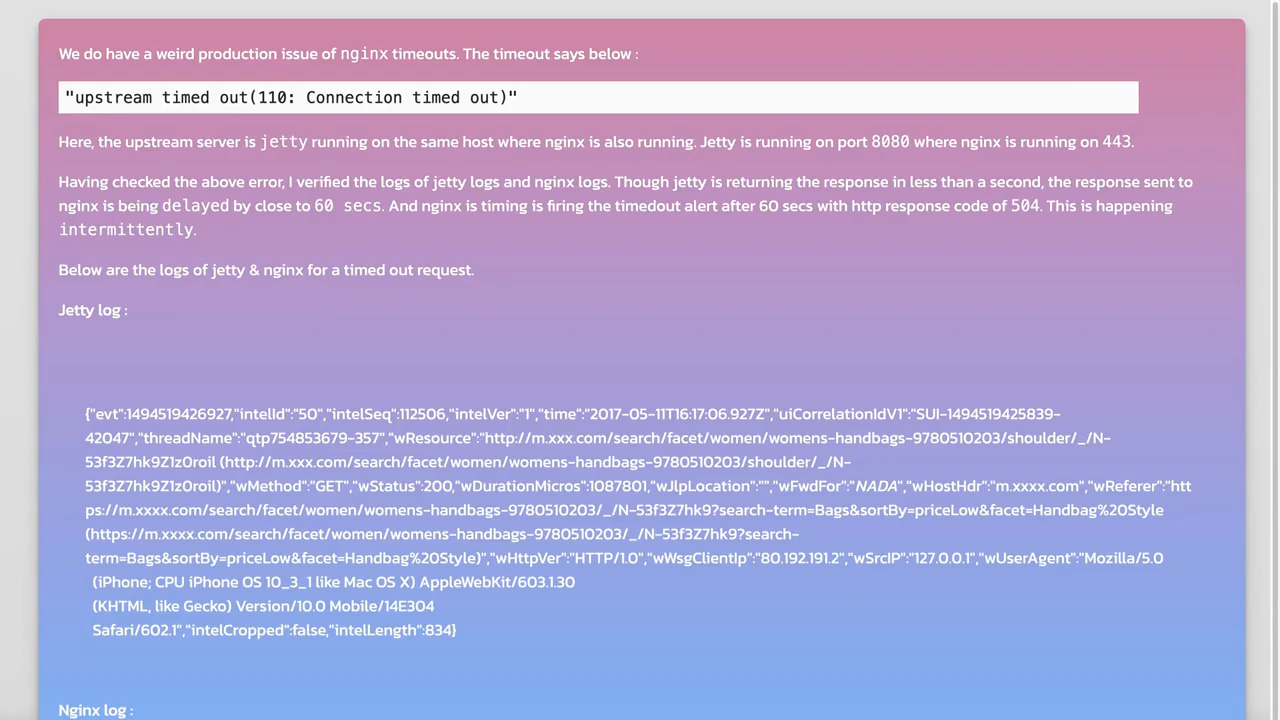 We do have a weird production issue of nginx timeouts. The timeout says below :
"upstream timed out(110: Connection timed out)"
Here, the upstream server is jetty running on the same host where nginx is also running. Jetty is running on port 8080 where nginx is running on 443.
Having checked the above error, I verified the logs of jetty logs and nginx logs. Though jetty is returning the response in less than a second, the response sent to
nginx is being delayed by close to 60 secs. And nginx is timing is firing the timedout alert after 60 secs with http response code of 504. This is happening
intermittently.
Below are the logs of jetty & nginx for a timed out request.
Jetty log :
{"evt":1494519426927,"intelId":"50","intelSeq":112506,"intelVer":"1","time":"2017-05-11T16:17:06.927Z","uiCorrelationIdV1":"SUI-1494519425839-
42047","threadName":"qtp754853679-357","wResource":"http://m.xxx.com/search/facet/women/womens-handbags-9780510203/shoulder/_/N-
53f3Z7hk9Z1z0roil (http://m.xxx.com/search/facet/women/womens-handbags-9780510203/shoulder/_/N-
53f3Z7hk9Z1z0roil)","wMethod":"GET","wStatus":200,"wDurationMicros":1087801,"wJlpLocation":"","wFwdFor":"NADA","wHostHdr":"m.xxxx.com","wReferer":"htt
ps://m.xxxx.com/search/facet/women/womens-handbags-9780510203/_/N-53f3Z7hk9?search-term=Bags&sortBy=priceLow&facet=Handbag%20Style
(https://m.xxxx.com/search/facet/women/womens-handbags-9780510203/_/N-53f3Z7hk9?search-
term=Bags&sortBy=priceLow&facet=Handbag%20Style)","wHttpVer":"HTTP/1.0","wWsgClientIp":"80.192.191.2","wSrcIP":"127.0.0.1","wUserAgent":"Mozilla/5.0
(iPhone; CPU iPhone OS 10_3_1 like Mac OS X) AppleWebKit/603.1.30
(KHTML, like Gecko) Version/10.0 Mobile/14E304
Safari/602.1","intelCropped":false,"intelLength":834}
Nginx log :